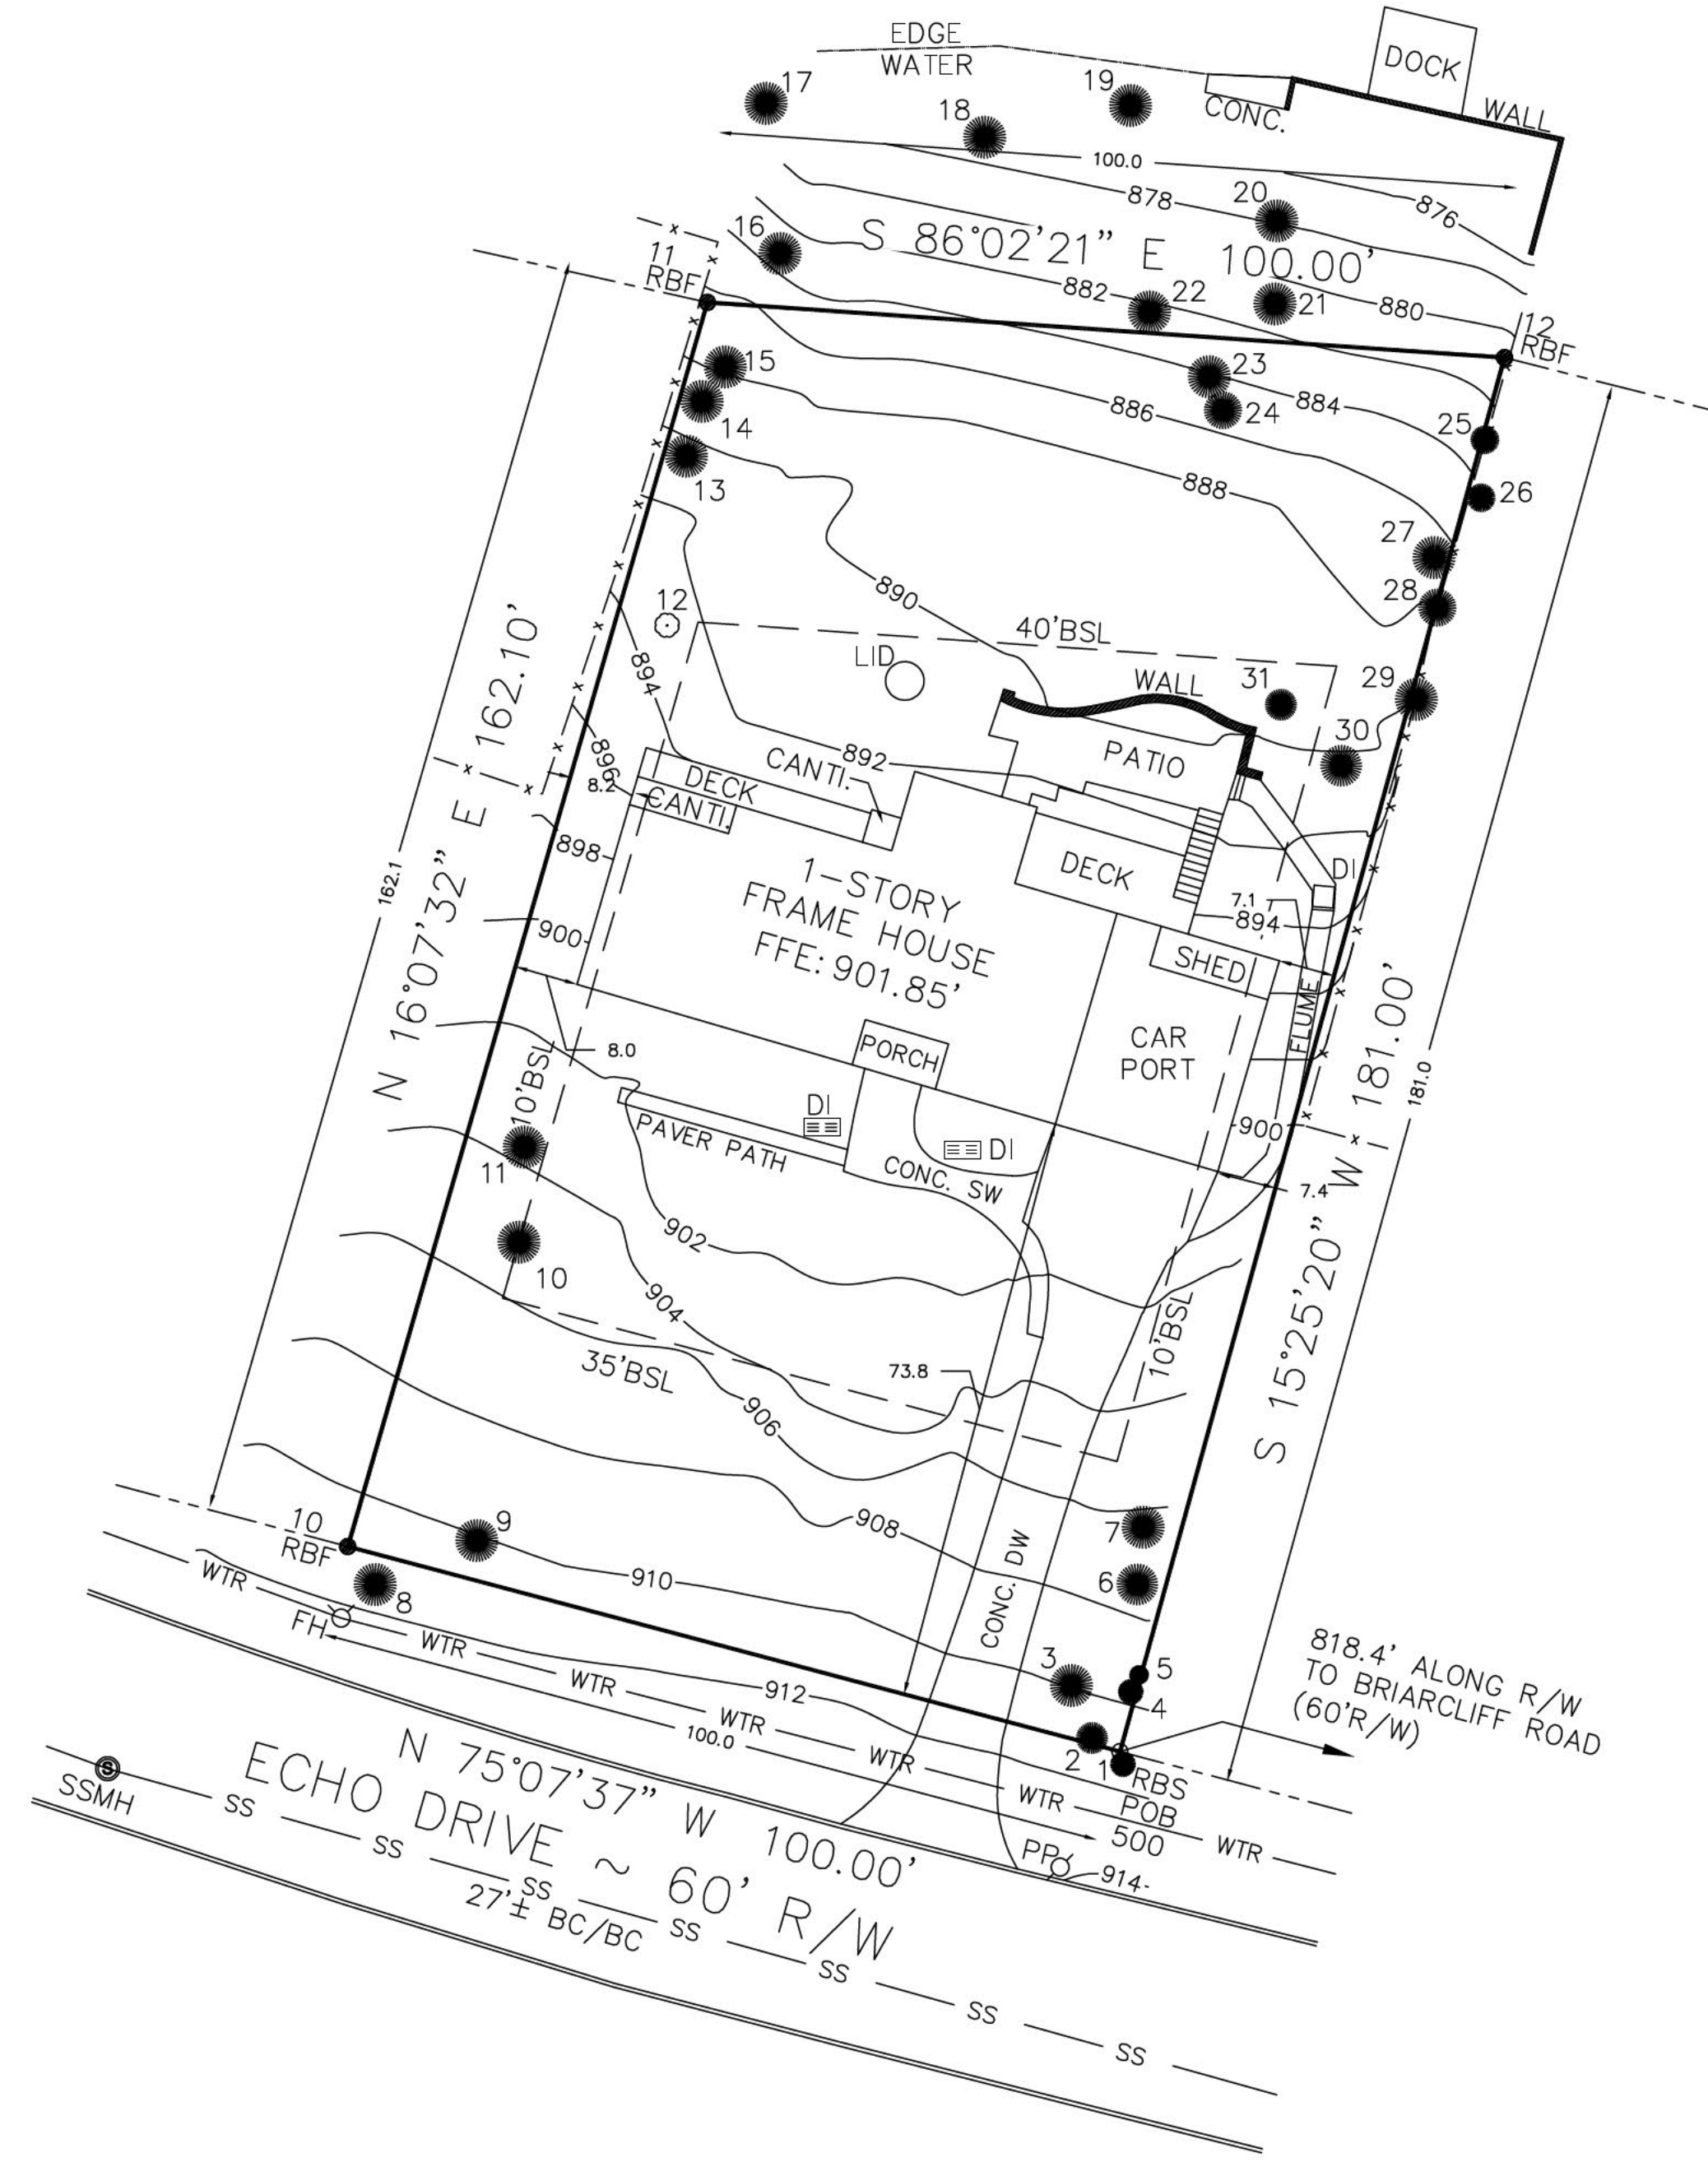 EDGE
WATER
DOCK
17
19
CONC.
WALL
18
100.0
20
878
876
16
S 86°02'21" E 100.00'
11
RBF
882
22
21
880
12
RBF
15
23
14
886
24
884
25
13
888
26
27
890
28
12
40'BSL
LID
WALL
31
29
894
30
N 16°07'32" E 162.10'
896
892
CANTI.
PATIO
8.2
DECK
CANTI.
898
162.1
1-STORY
FRAME HOUSE
FFE: 901.85'
DECK
DI
7.1
894
900
SHED
FLUME
CAR
PORT
8.0
PORCH
S 15°25'20" W 181.00'
181.0
10'BSL
DI
PAVER PATH
DI
900
11
CONC. SW
7.4
902
10
904
10'BSL
35'BSL
73.8
906
908
7
10
RBF
9
CONC. DW
910
6
8
WTR
FH
WTR
WTR
WTR
WTR
WTR
WTR
3
5
4
912
100.0
2
1
RBS
POB
818.4' ALONG R/W
TO BRIARCLIFF ROAD
(60'R/W)
500
PP
914
N 75°07'37" W 100.00'
ECHO DRIVE ~ 60' R/W
27'± BC/BC
S
SSMH
SS
SS
SS
SS
SS
SS
SS